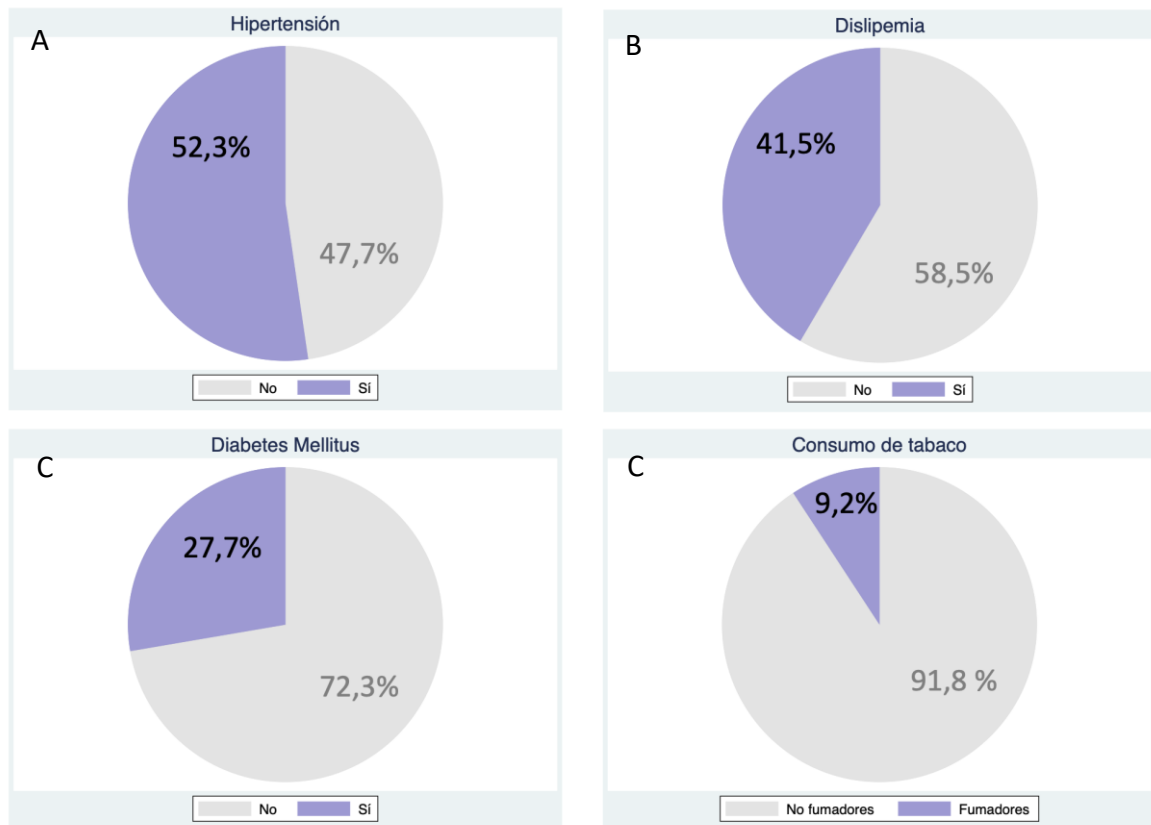 A
Hipertensión
52,3%
47,7%
No Sí
B
Dislipemia
41,5%
58,5%
No Sí
C
Diabetes Mellitus
27,7%
72,3%
No Sí
C
Consumo de tabaco
9,2%
91,8 %
No fumadores Fumadores